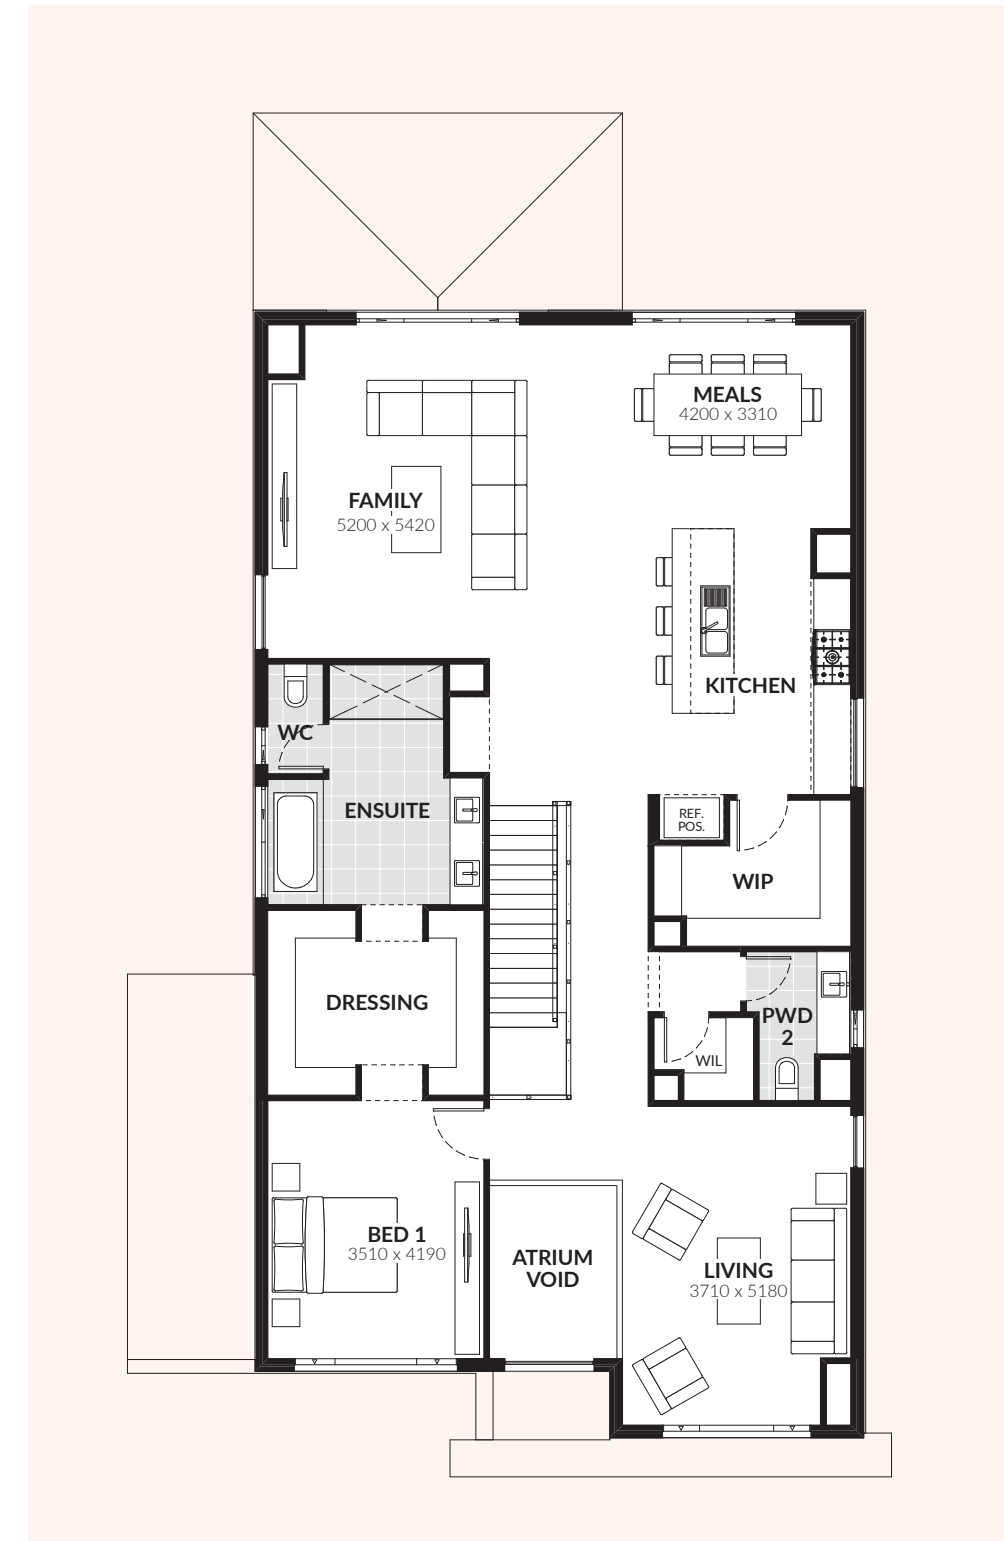 MEALS
4200 x 3310
FAMILY
5200 x 5420
KITCHEN
WC
ENSUITE
REF.
POS.
WIP
DRESSING
PWD
2
WIL
BED 1
3510 x 4190
ATRIUM
VOID
LIVING
3710 x 5180